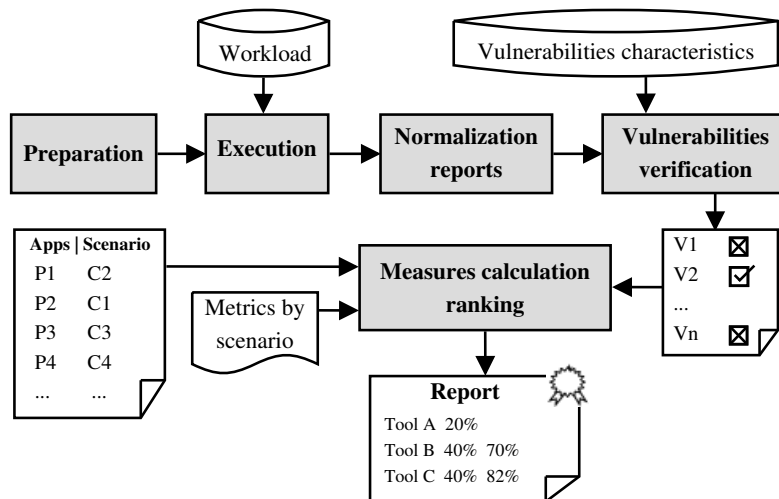 Workload
Vulnerabilities characteristics
Preparation
Execution
Normalization
reports
Vulnerabilities
verification
Apps | Scenario
P1 C2
P2 C1
P3 C3
P4 C4
... ...
Metrics by
scenario
Measures calculation
ranking
V1
V2
...
Vn
Report
Tool A 20%
Tool B 40% 70%
Tool C 40% 82%